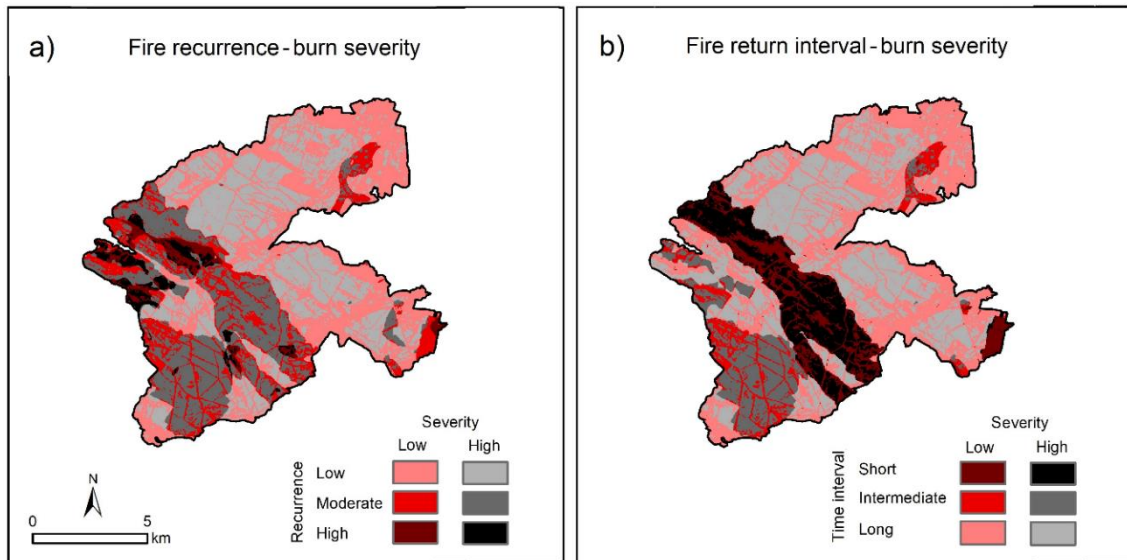 a)
Fire recurrence - burn severity
Severity
Low High
Recurrence
Low
Moderate
High
N
0 5
km
b)
Fire return interval - burn severity
Severity
Low High
Time interval
Short
Intermediate
Long